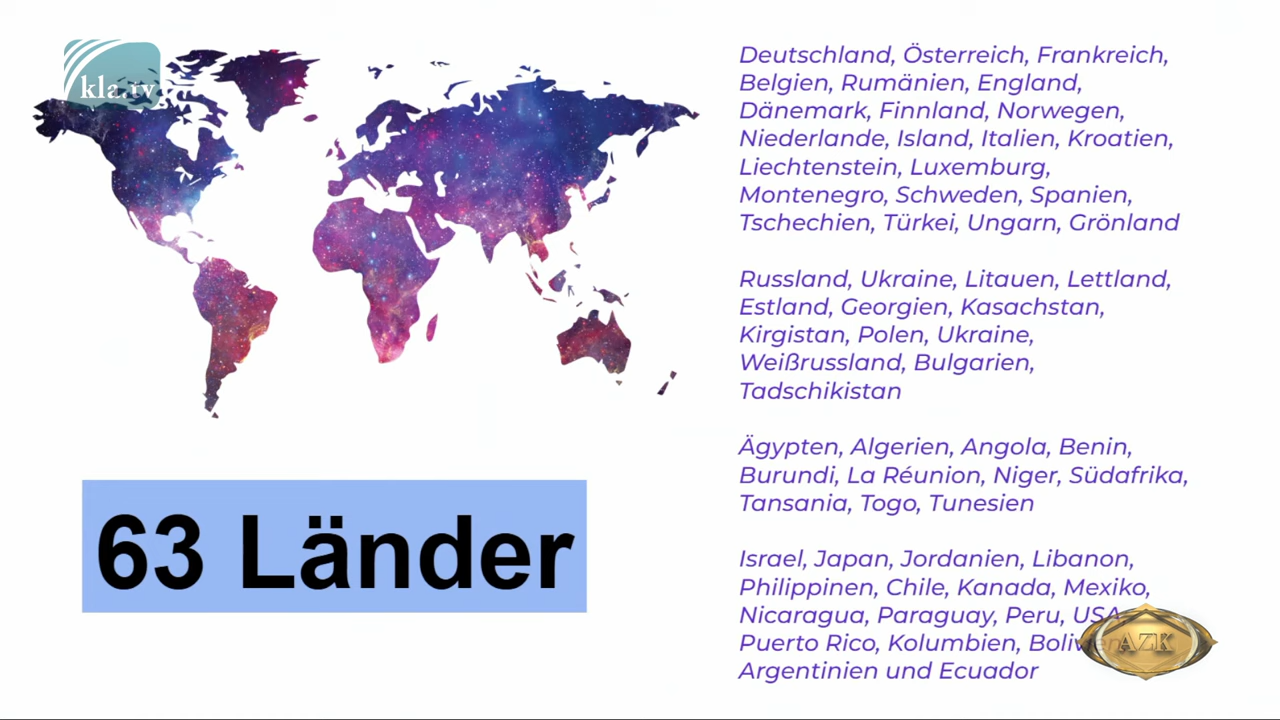 kla.tv
Deutschland, Österreich, Frankreich,
Belgien, Rumänien, England,
Dänemark, Finnland, Norwegen,
Niederlande, Island, Italien, Kroatien,
Liechtenstein, Luxemburg,
Montenegro, Schweden, Spanien,
Tschechien, Türkei, Ungarn, Grönland
Russland, Ukraine, Litauen, Lettland,
Estland, Georgien, Kasachstan,
Kirgistan, Polen, Ukraine,
Weißrussland, Bulgarien,
Tadschikistan
Ägypten, Algerien, Angola, Benin,
Burundi, La Réunion, Niger, Südafrika,
Tansania, Togo, Tunesien
Israel, Japan, Jordanien, Libanon,
Philippinen, Chile, Kanada, Mexiko,
Nicaragua, Paraguay, Peru, USA
Puerto Rico, Kolumbien, Bolivien
Argentinien und Ecuador
63 Länder
AZK